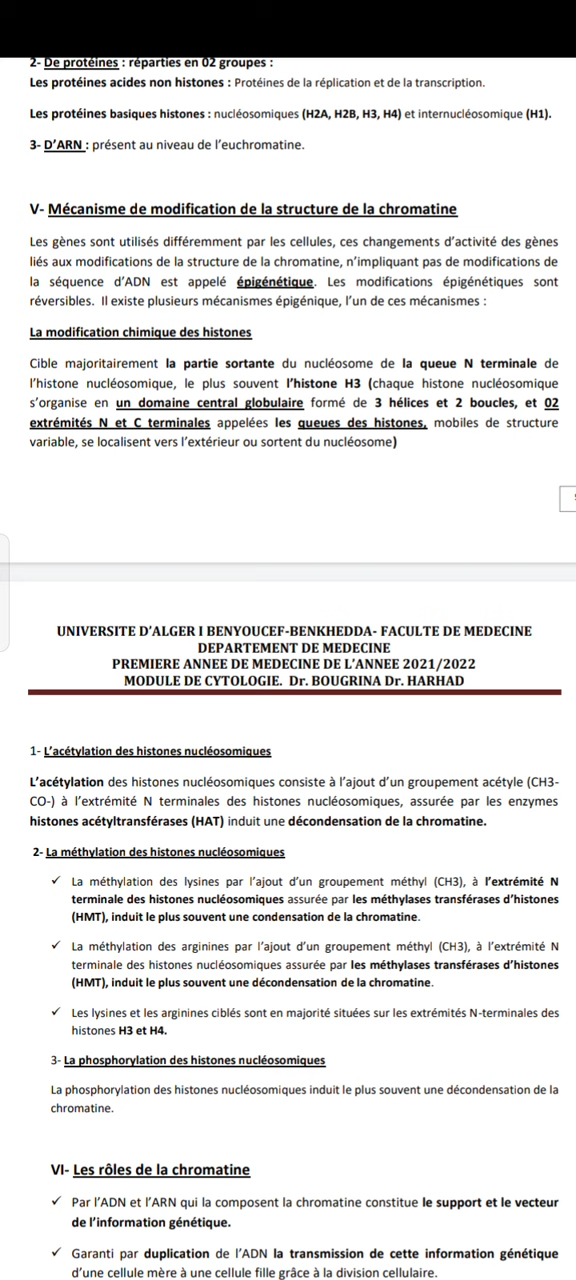 2- De protéines : réparties en 02 groupes :
Les protéines acides non histones : Protéines de la réplication et de la transcription.
Les protéines basiques histones : nucléosomiques (H2A, H2B, H3, H4) et internucléosomique (H1).
3- D'ARN : présent au niveau de l'euchromatine.
V- Mécanisme de modification de la structure de la chromatine
Les gènes sont utilisés différemment par les cellules, ces changements d'activité des gènes
liés aux modifications de la structure de la chromatine, n'impliquant pas de modifications de
la séquence d'ADN est appelé épigénétique. Les modifications épigénétiques sont
réversibles. Il existe plusieurs mécanismes épigénique, l'un de ces mécanismes :
La modification chimique des histones
Cible majoritairement la partie sortante du nucléosome de la queue N terminale de
l'histone nucléosomique, le plus souvent l'histone H3 (chaque histone nucléosomique
s'organise en un domaine central globulaire formé de 3 hélices et 2 boucles, et 02
extrémités N et C terminales appelées les queues des histones, mobiles de structure
variable, se localisent vers l'extérieur ou sortent du nucléosome)
UNIVERSITE D'ALGER I BENYOUCEF-BENKHEDDA- FACULTE DE MEDECINE
DEPARTEMENT DE MEDECINE
PREMIERE ANNEE DE MEDECINE DE L'ANNEE 2021/2022
MODULE DE CYTOLOGIE. Dr. BOUGRINA Dr. HARHAD
1- L'acétylation des histones nucléosomiques
L'acétylation des histones nucléosomiques consiste à l'ajout d'un groupement acétyle (CH3-
CO-) à l'extrémité N terminales des histones nucléosomiques, assurée par les enzymes
histones acétyltransférases (HAT) induit une décondensation de la chromatine.
2- La méthylation des histones nucléosomiques
✓ La méthylation des lysines par l'ajout d'un groupement méthyl (CH3), à l'extrémité N
terminale des histones nucléosomiques assurée par les méthylases transférases d'histones
(HMT), induit le plus souvent une condensation de la chromatine.
✓ La méthylation des arginines par l'ajout d'un groupement méthyl (CH3), à l'extrémité N
terminale des histones nucléosomiques assurée par les méthylases transférases d'histones
(HMT), induit le plus souvent une décondensation de la chromatine.
✓ Les lysines et les arginines ciblés sont en majorité situées sur les extrémités N-terminales des
histones H3 et H4.
3- La phosphorylation des histones nucléosomiques
La phosphorylation des histones nucléosomiques induit le plus souvent une décondensation de la
chromatine.
VI- Les rôles de la chromatine
✓ Par l'ADN et l'ARN qui la composent la chromatine constitue le support et le vecteur
de l'information génétique.
✓ Garanti par duplication de l'ADN la transmission de cette information génétique
d'une cellule mère à une cellule fille grâce à la division cellulaire.